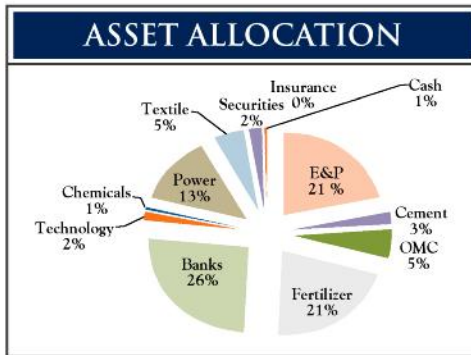 ASSET ALLOCATION
Insurance
0%
Cash
1%
Securities
2%
Textile
5%
E&P
21 %
Power
13%
Chemicals
1%
Cement
3%
Technology
2%
OMC
5%
Banks
26%
Fertilizer
21%